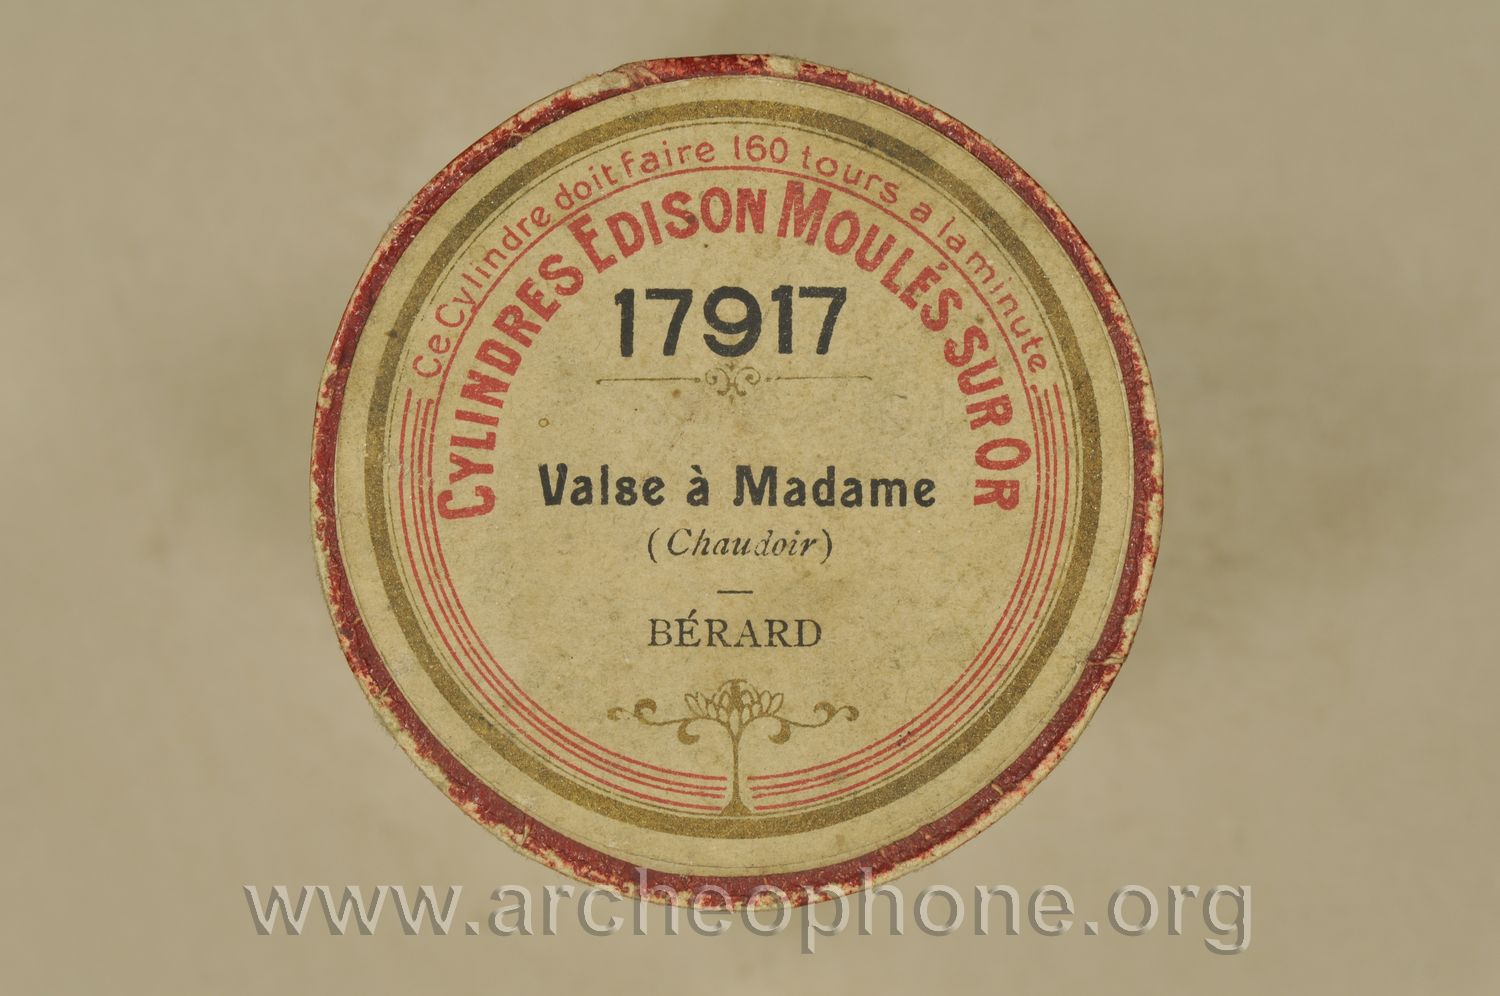 Ce Cylindre doit faire 160 tours a la minute
CYLINDRES EDISON MOULÉS SUR OR
17917
Valse à Madame
(Chaudoir)
—
BÉRARD
www.archeophone.org